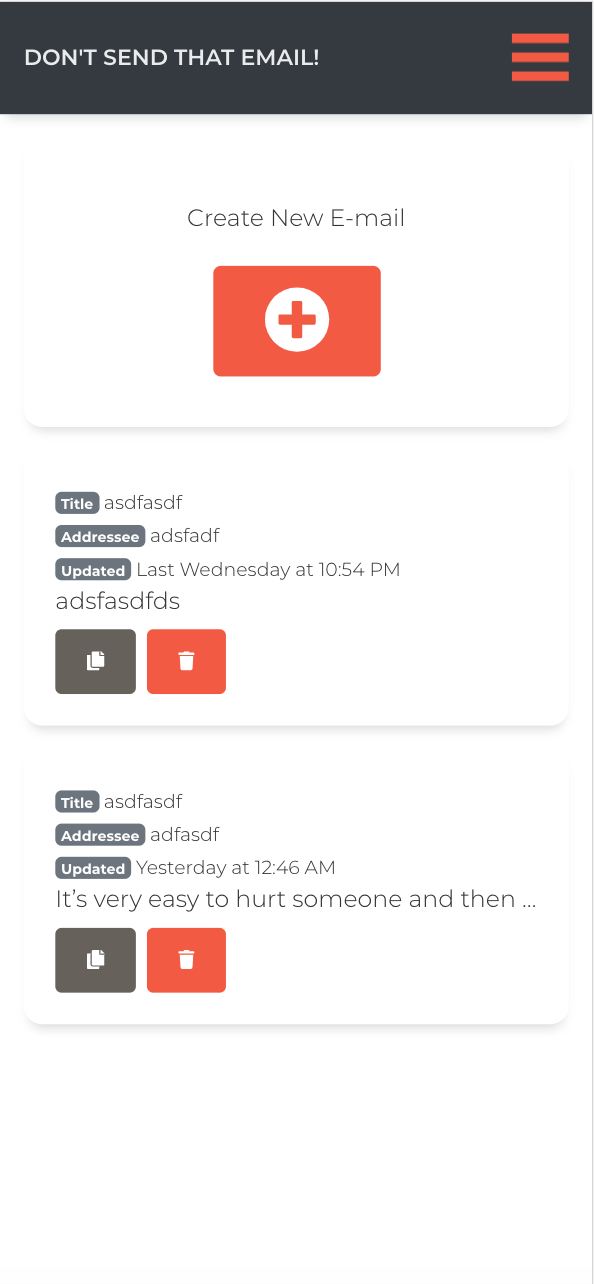 DON'T SEND THAT EMAIL!
Create New E-mail
Title asdfasdf
Addressee adsfadf
Updated Last Wednesday at 10:54 PM
adsfasdfds
Title asdfasdf
Addressee adfasdf
Updated Yesterday at 12:46 AM
It’s very easy to hurt someone and then ...